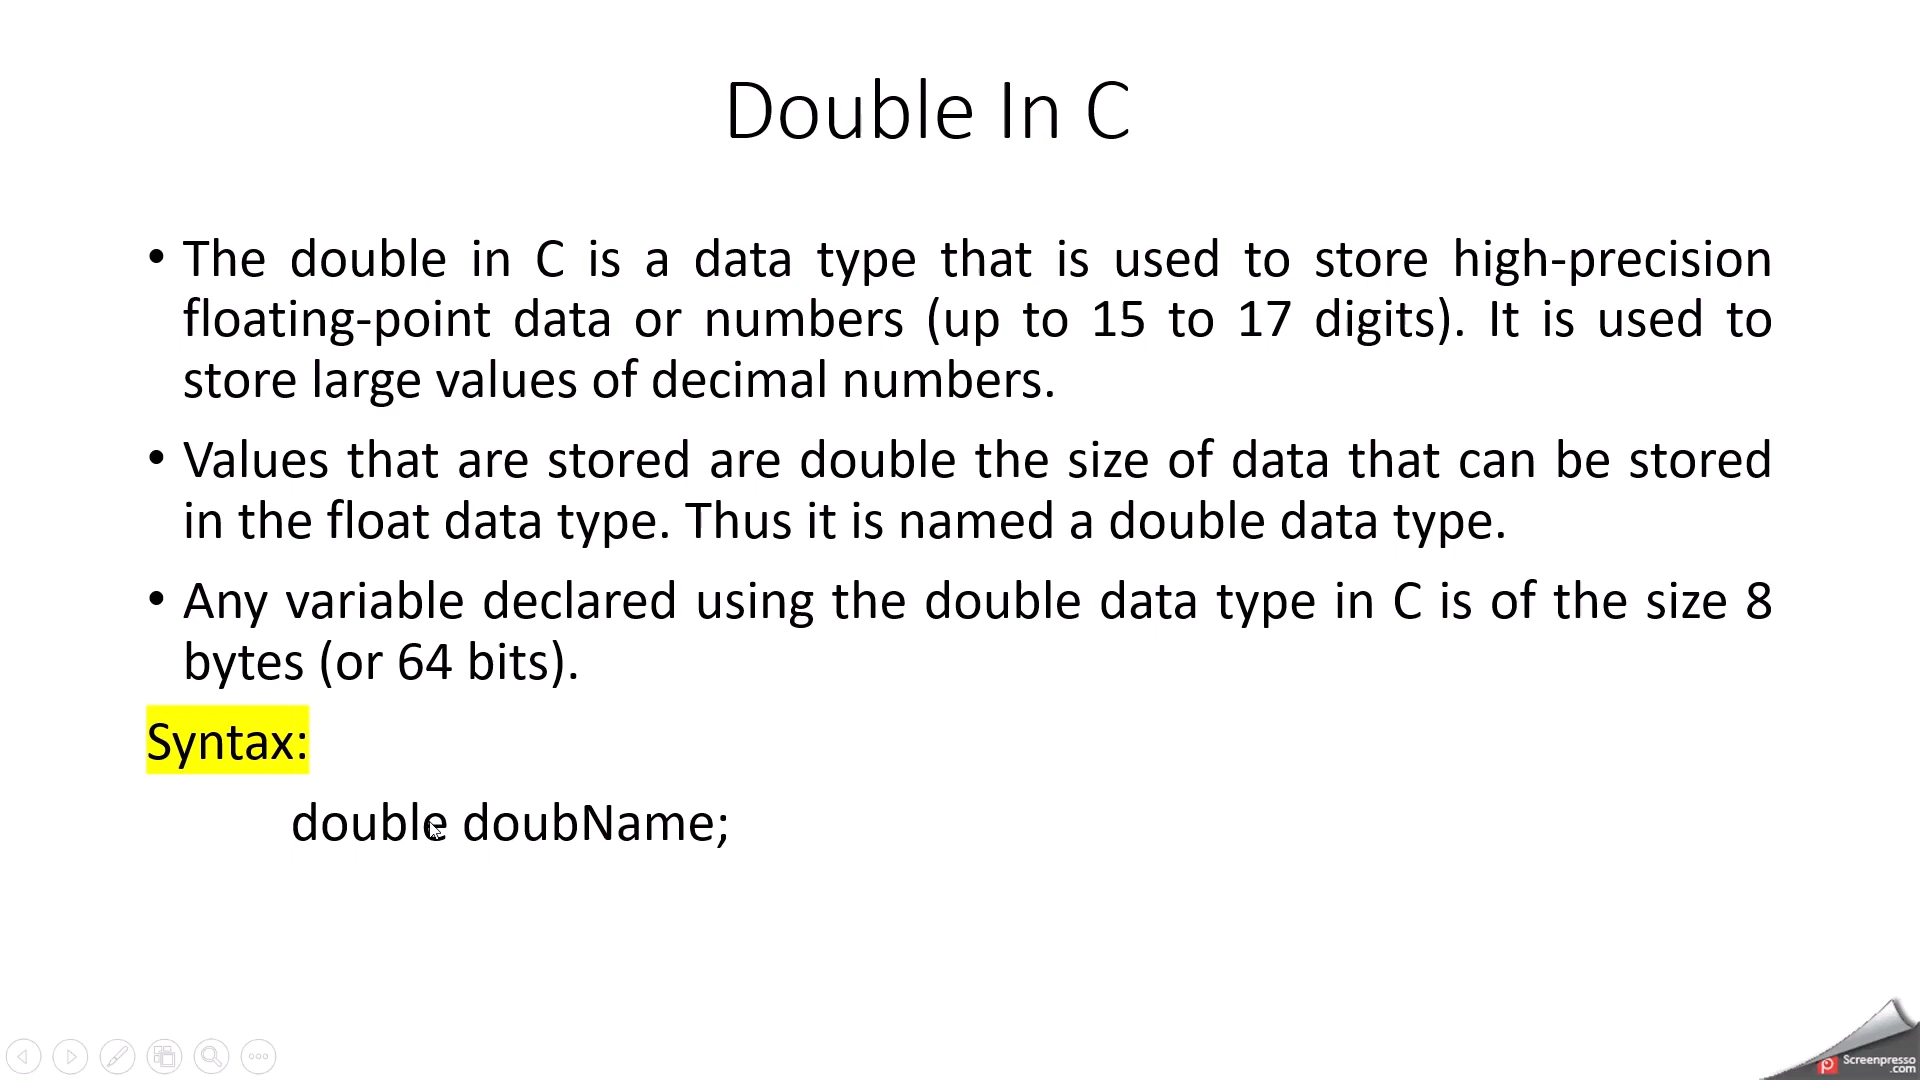 Double In C
• The double in C is a data type that is used to store high-precision
floating-point data or numbers (up to 15 to 17 digits). It is used to
store large values of decimal numbers.
• Values that are stored are double the size of data that can be stored
in the float data type. Thus it is named a double data type.
• Any variable declared using the double data type in C is of the size 8
bytes (or 64 bits).
Syntax:
double doubName;
Screenpresso
.com